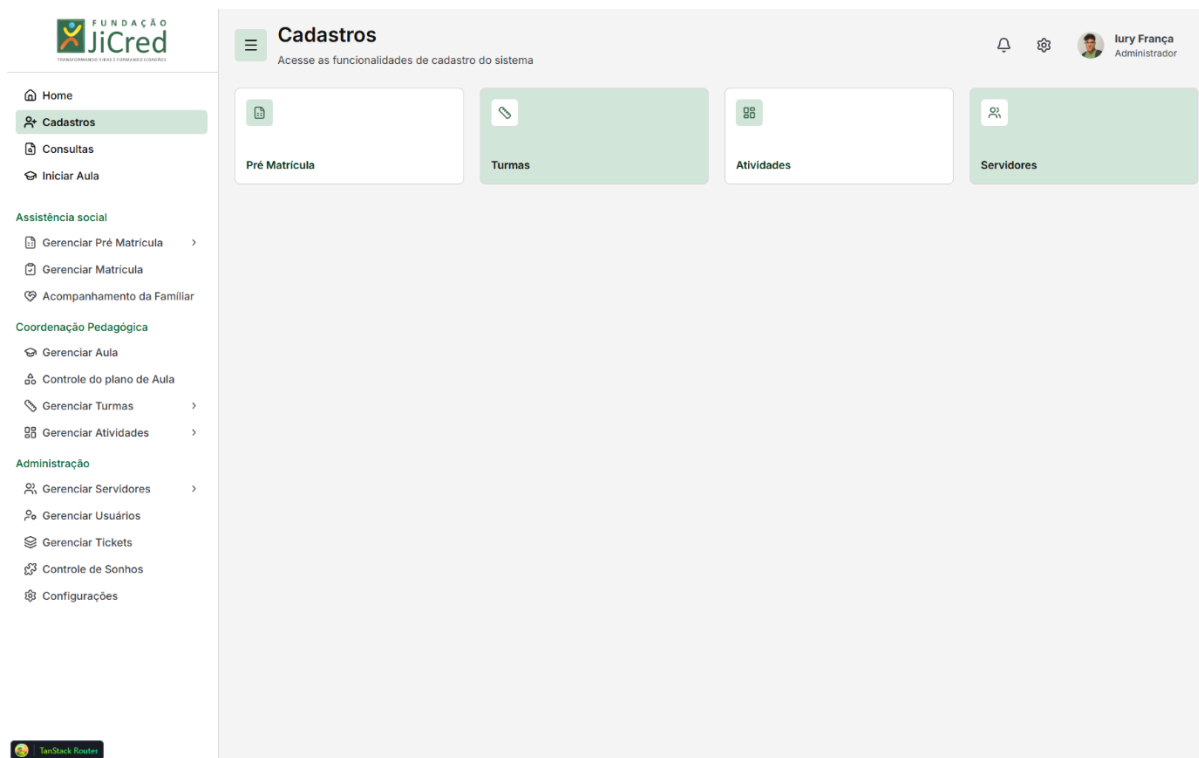 FUNDAÇÃO
JiCred
Home
Cadastros
Consultas
Iniciar Aula
Assistência social
Gerenciar Pré Matrícula
Gerenciar Matrícula
Acompanhamento da Famíliar
Coordenação Pedagógica
Gerenciar Aula
Controle do plano de Aula
Gerenciar Turmas
Gerenciar Atividades
Administração
Gerenciar Servidores
Gerenciar Usuários
Gerenciar Tickets
Controle de Sonhos
Configurações
TanStack Router
Cadastros
Acesse as funcionalidades de cadastro do sistema
Iury França
Administrador
Pré Matrícula
Turmas
Atividades
Servidores